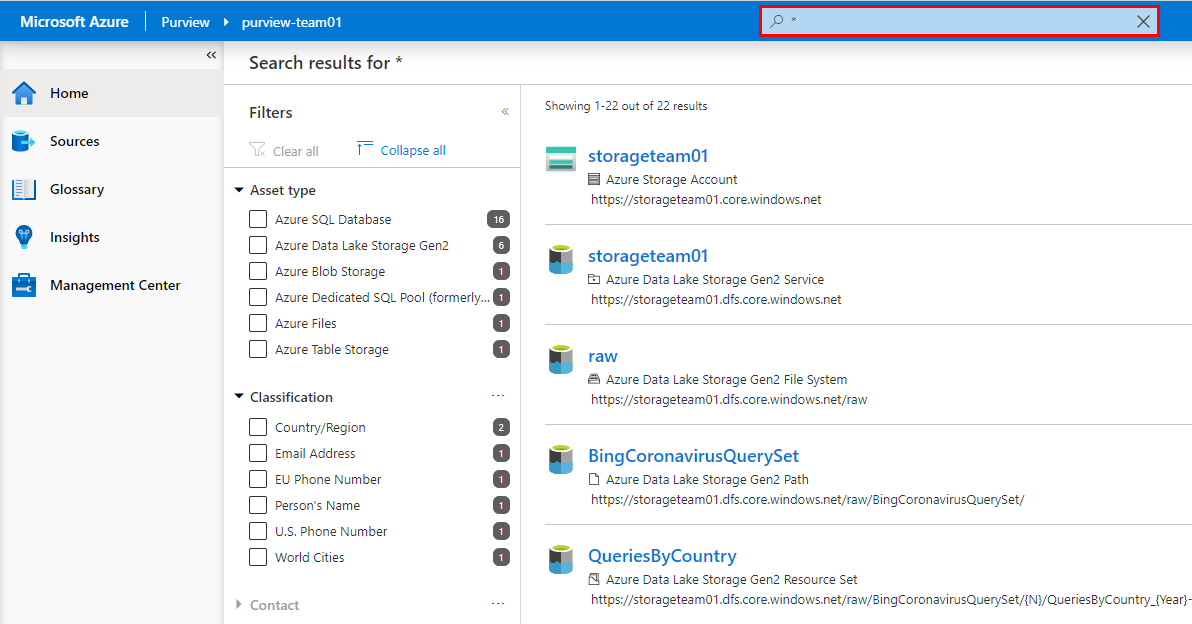 Microsoft Azure Purview purview-team01 *
«
Search results for *
Home
Sources
Glossary
Insights
Management Center
Filters «
Clear all Collapse all
Asset type
Azure SQL Database 16
Azure Data Lake Storage Gen2 6
Azure Blob Storage 1
Azure Dedicated SQL Pool (formerly... 1
Azure Files 1
Azure Table Storage 1
Classification ...
Country/Region 2
Email Address 1
EU Phone Number 1
Person's Name 1
U.S. Phone Number 1
World Cities 1
Contact ...
Showing 1-22 out of 22 results
storageteam01
Azure Storage Account
https://storageteam01.core.windows.net
storageteam01
Azure Data Lake Storage Gen2 Service
https://storageteam01.dfs.core.windows.net
raw
Azure Data Lake Storage Gen2 File System
https://storageteam01.dfs.core.windows.net/raw
BingCoronavirusQuerySet
Azure Data Lake Storage Gen2 Path
https://storageteam01.dfs.core.windows.net/raw/BingCoronavirusQuerySet/
QueriesByCountry
Azure Data Lake Storage Gen2 Resource Set
https://storageteam01.dfs.core.windows.net/raw/BingCoronavirusQuerySet/{N}/QueriesByCountry_{Year}-